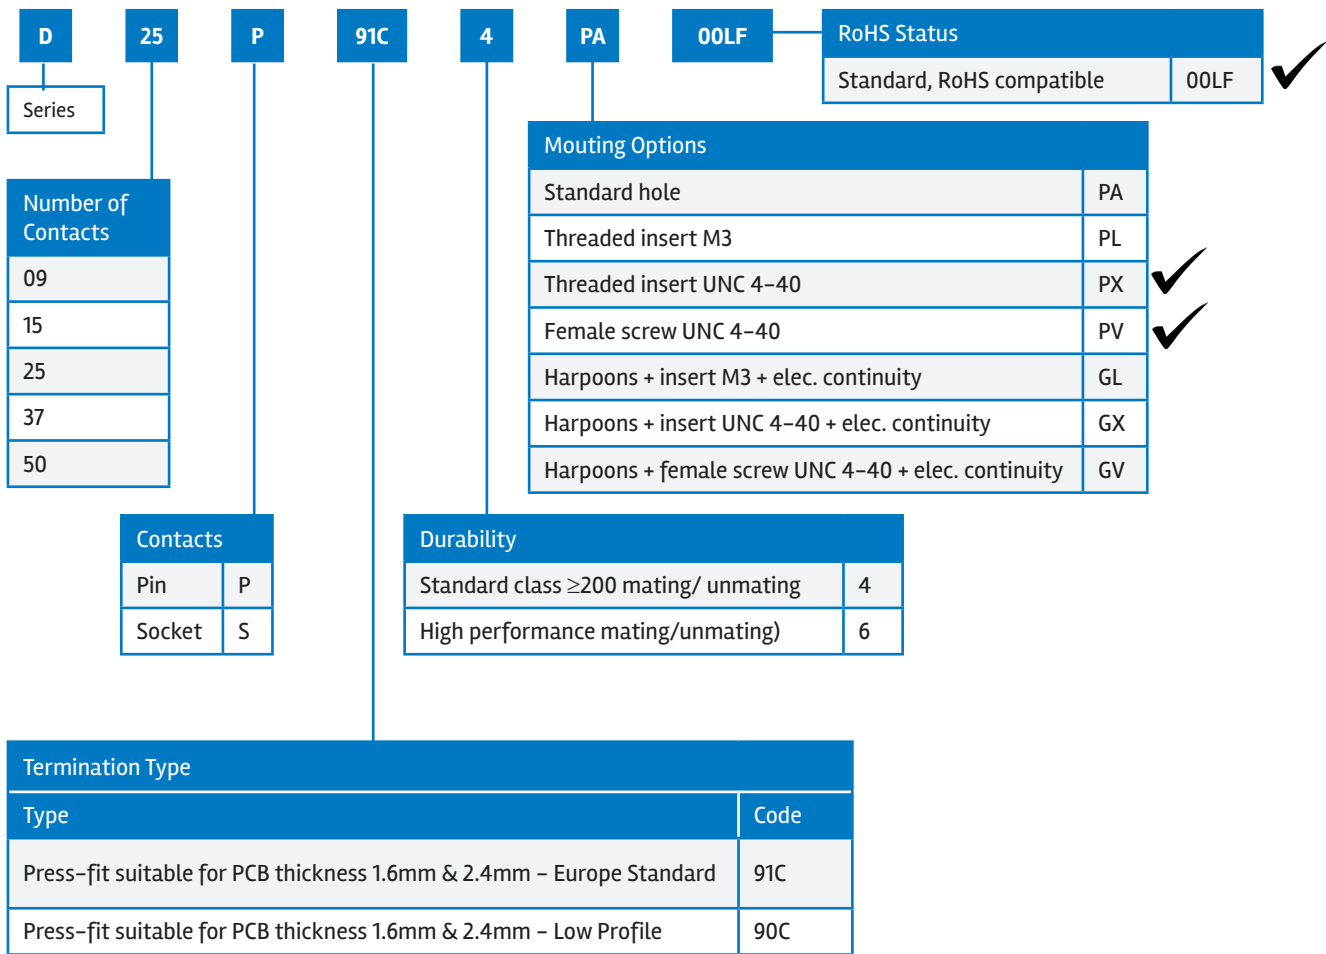 D 25 P 91C 4 PA 00LF
RoHS Status
Standard, RoHS compatible 00LF
Series
Mouting Options
Standard hole PA
Threaded insert M3 PL
Threaded insert UNC 4-40 PX
Female screw UNC 4-40 PV
Harpoons + insert M3 + elec. continuity GL
Harpoons + insert UNC 4-40 + elec. continuity GX
Harpoons + female screw UNC 4-40 + elec. continuity GV
Number of
Contacts
09
15
25
37
50
Contacts
Pin P
Socket S
Durability
Standard class ≥200 mating/ unmating 4
High performance mating/unmating) 6
Termination Type
Type Code
Press-fit suitable for PCB thickness 1.6mm & 2.4mm - Europe Standard 91C
Press-fit suitable for PCB thickness 1.6mm & 2.4mm - Low Profile 90C